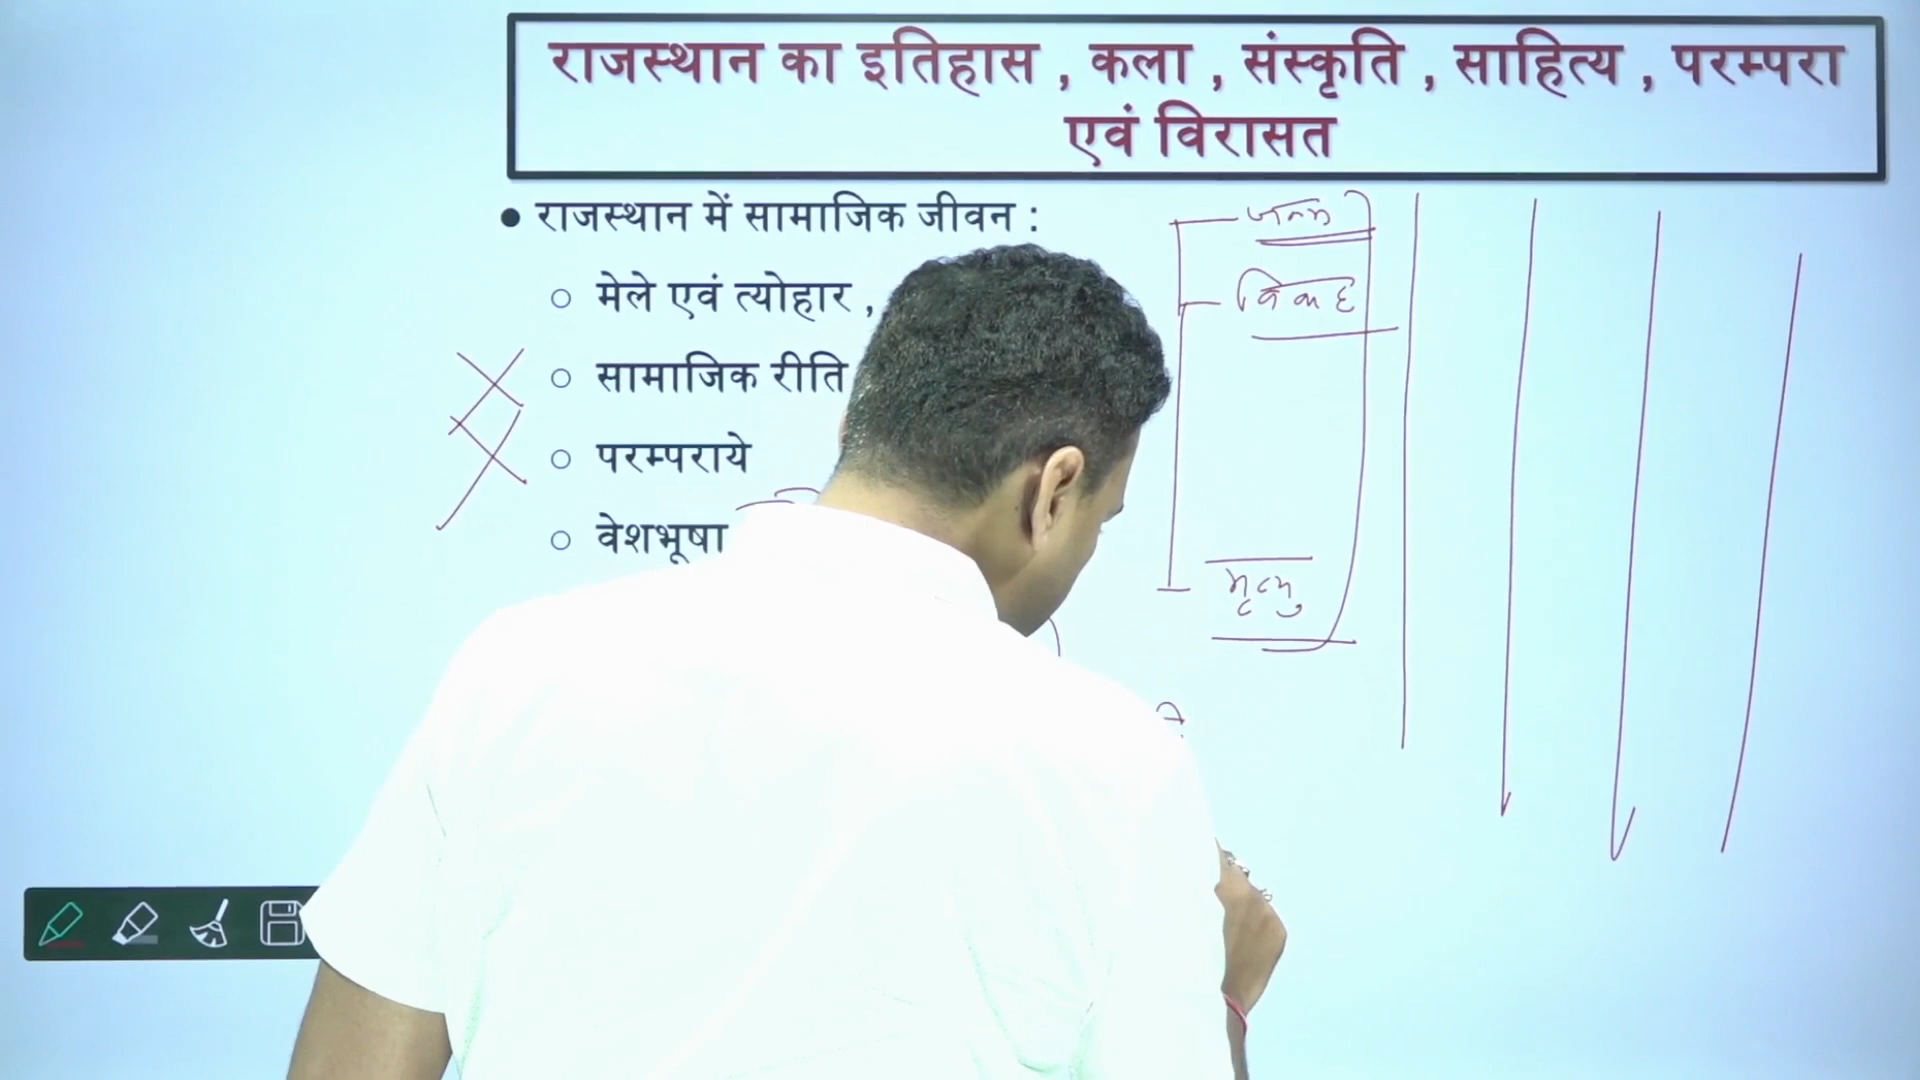 राजस्थान का इतिहास , कला , संस्कृति , साहित्य , परम्परा
एवं विरासत
● राजस्थान में सामाजिक जीवन :
○ मेले एवं त्योहार ,
○ सामाजिक रीति
○ परम्पराये
○ वेशभूषा
जन्म
विवाह
मृत्यु